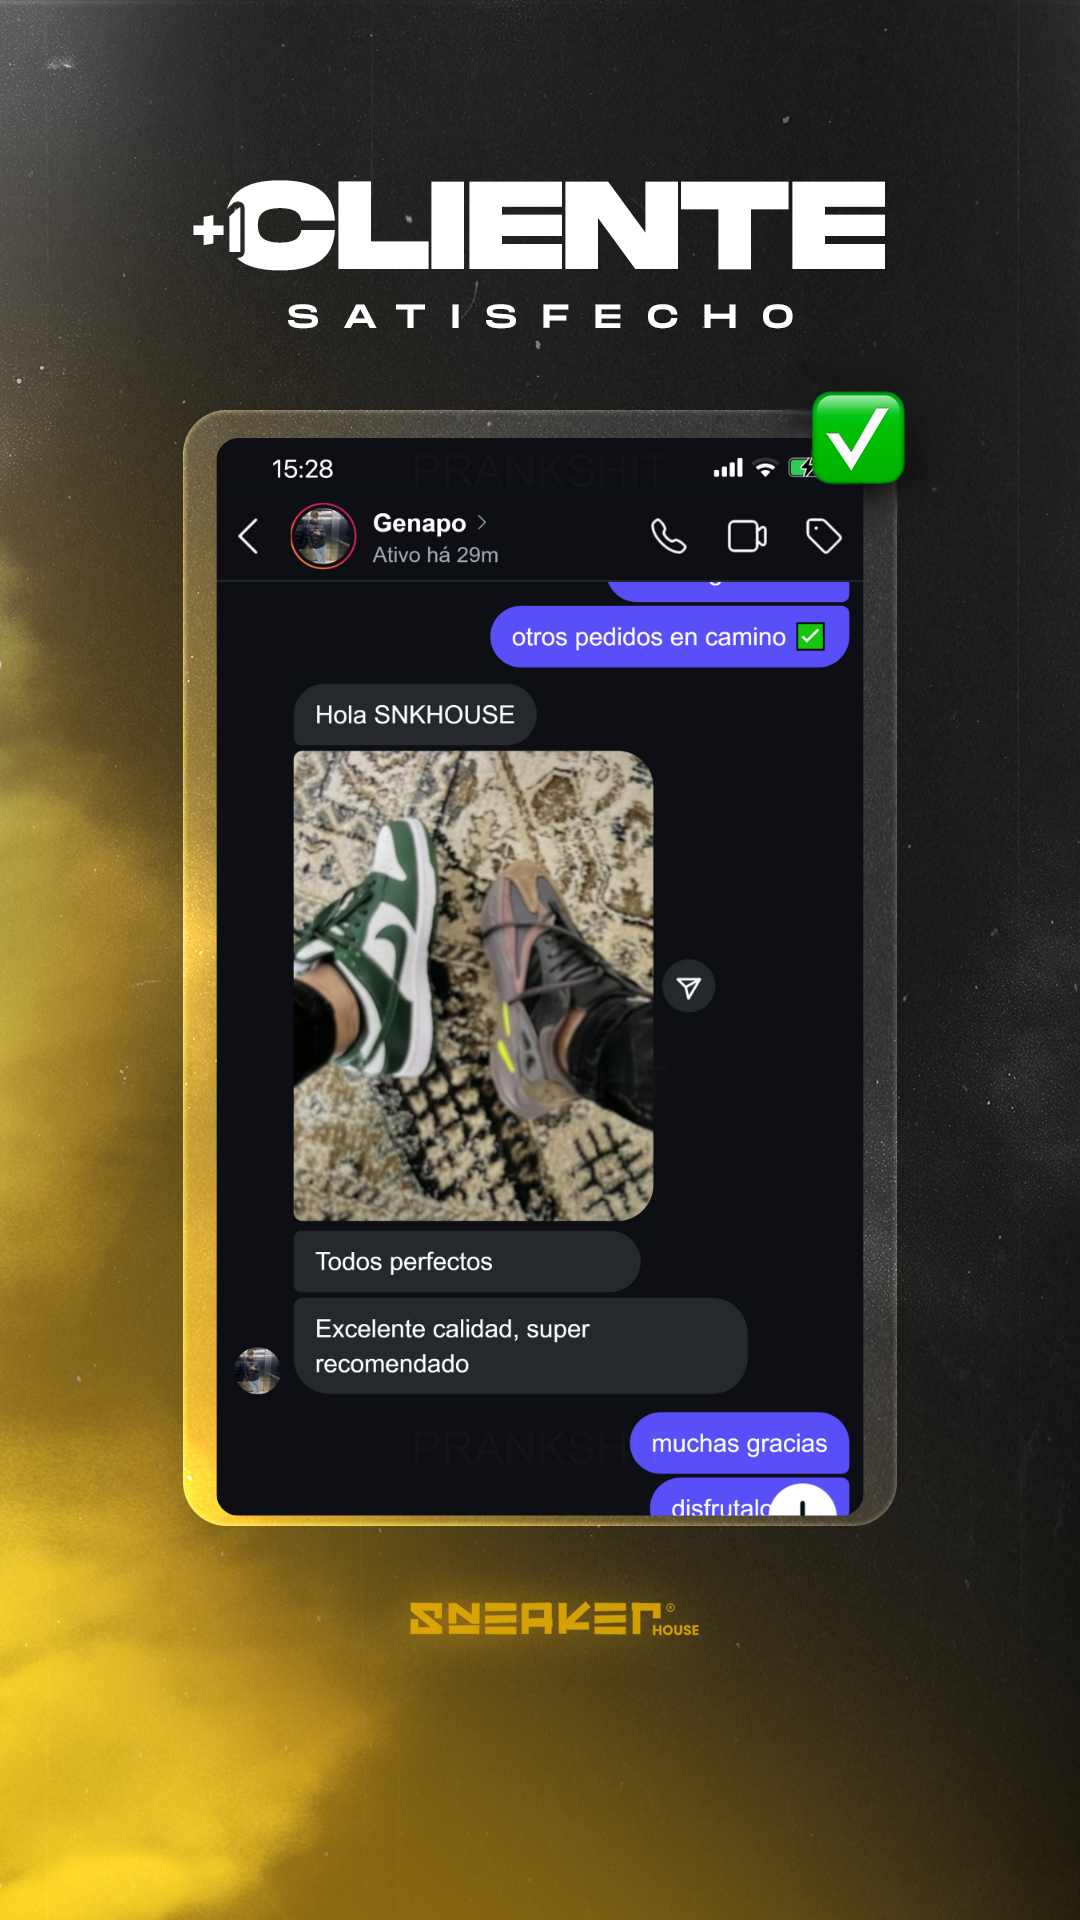 +1CLIENTE
SATISFECHO
15:28
PRANKSHIT
Genapo
Ativo há 29m
otros pedidos en camino ✅
Hola SNKHOUSE
Todos perfectos
Excelente calidad, super
recomendado
muchas gracias
PRANKSH
disfrutalo
SNEAKER®
HOUSE